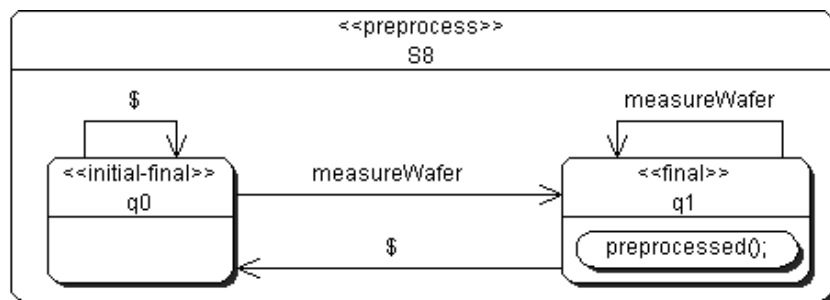 <<preprocess>>
S8
$
measureWafer
<<initial-final>>
q0
measureWafer
<<final>>
q1
preprocessed();
$